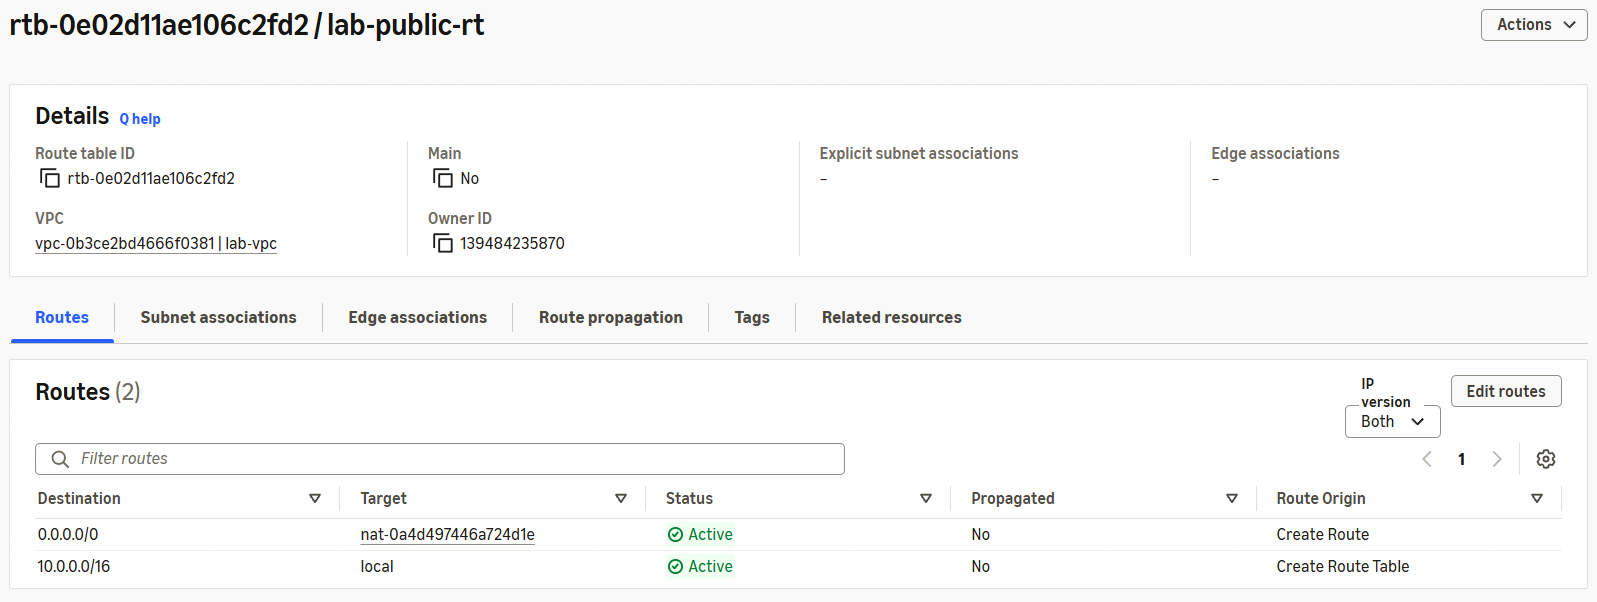 rtb-0e02d11ae106c2fd2 / lab-public-rt
Actions
Details Q help
Route table ID
rtb-0e02d11ae106c2fd2
Main
No
Explicit subnet associations
–
Edge associations
–
VPC
vpc-0b3ce2bd4666f0381 | lab-vpc
Owner ID
139484235870
Routes Subnet associations Edge associations Route propagation Tags Related resources
Routes (2)
IP version
Both
Edit routes
Filter routes
1
Destination Target Status Propagated Route Origin
0.0.0.0/0 nat-0a4d497446a724d1e Active No Create Route
10.0.0.0/16 local Active No Create Route Table